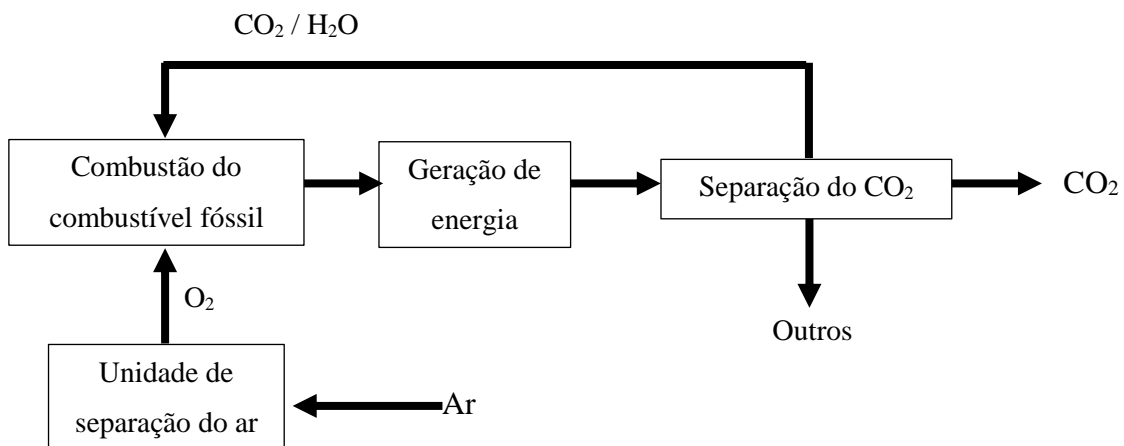 CO₂ / H₂O
Combustão do
combustível fóssil
Geração de
energia
Separação do CO₂
CO₂
O₂
Outros
Unidade de
separação do ar
Ar